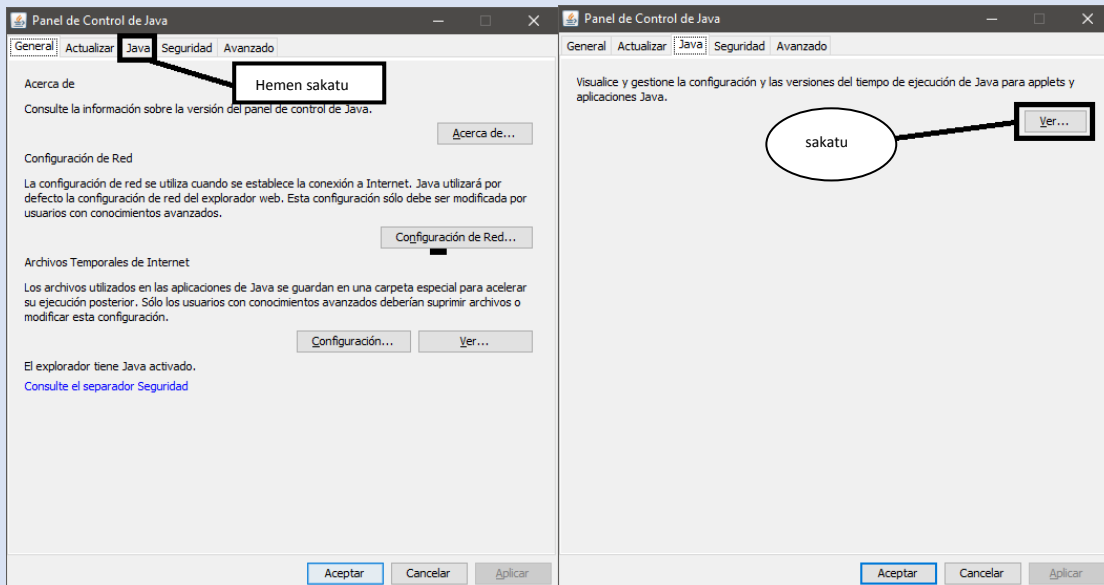 Panel de Control de Java
General Actualizar Java Seguridad Avanzado
Hemen sakatu
Acerca de
Consulte la información sobre la versión del panel de control de Java.
Acerca de...
Configuración de Red
La configuración de red se utiliza cuando se establece la conexión a Internet. Java utilizará por
defecto la configuración de red del explorador web. Esta configuración sólo debe ser modificada por
usuarios con conocimientos avanzados.
Configuración de Red...
Archivos Temporales de Internet
Los archivos utilizados en las aplicaciones de Java se guardan en una carpeta especial para acelerar
su ejecución posterior. Sólo los usuarios con conocimientos avanzados deberían suprimir archivos o
modificar esta configuración.
Configuración... Ver...
El explorador tiene Java activado.
Consulte el separador Seguridad
Aceptar Cancelar Aplicar
Panel de Control de Java
General Actualizar Java Seguridad Avanzado
Visualice y gestione la configuración y las versiones del tiempo de ejecución de Java para applets y
aplicaciones Java.
Ver...
sakatu
Aceptar Cancelar Aplicar